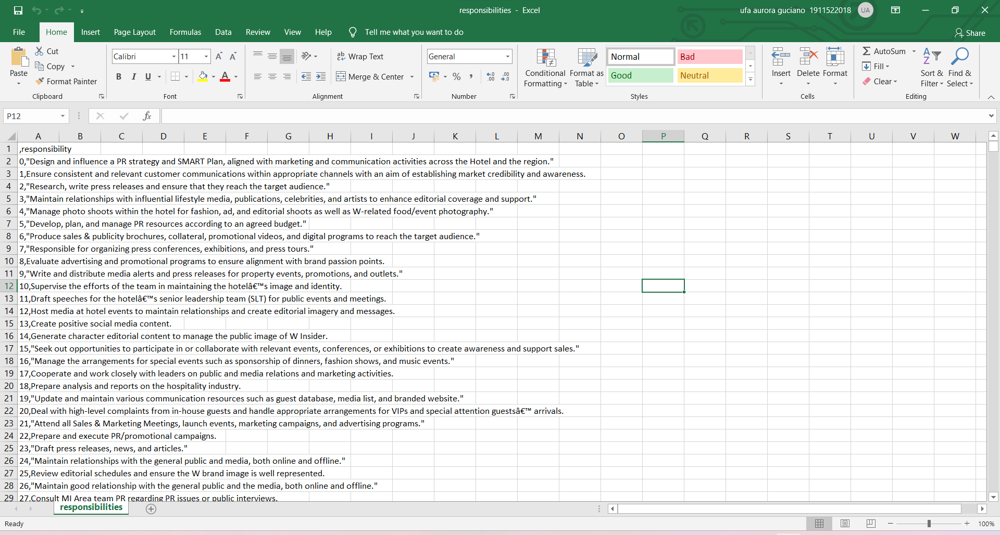 responsibilities - Excel
ufa aurora guciano 1911522018 UA
File Home Insert Page Layout Formulas Data Review View Help Tell me what you want to do Share
Paste
Cut
Copy
Format Painter
Clipboard
Calibri 11
B I U
Font
Wrap Text
Merge & Center
Alignment
General
Number
Conditional Formatting
Format as Table
Normal Bad
Good Neutral
Styles
Insert Delete Format
Cells
AutoSum
Fill
Clear
Sort & Filter
Find & Select
Editing
P12 fx
A B C D E F G H I J K L M N O P Q R S T U V W
1 ,responsibility
2 0,"Design and influence a PR strategy and SMART Plan, aligned with marketing and communication activities across the Hotel and the region."
3 1,Ensure consistent and relevant customer communications within appropriate channels with an aim of establishing market credibility and awareness.
4 2,"Research, write press releases and ensure that they reach the target audience."
5 3,"Maintain relationships with influential lifestyle media, publications, celebrities, and artists to enhance editorial coverage and support."
6 4,"Manage photo shoots within the hotel for fashion, ad, and editorial shoots as well as W-related food/event photography."
7 5,"Develop, plan, and manage PR resources according to an agreed budget."
8 6,"Produce sales & publicity brochures, collateral, promotional videos, and digital programs to reach the target audience."
9 7,"Responsible for organizing press conferences, exhibitions, and press tours."
10 8,Evaluate advertising and promotional programs to ensure alignment with brand passion points.
11 9,"Write and distribute media alerts and press releases for property events, promotions, and outlets."
12 10,Supervise the efforts of the team in maintaining the hotelâ€™s image and identity.
13 11,Draft speeches for the hotelâ€™s senior leadership team (SLT) for public events and meetings.
14 12,Host media at hotel events to maintain relationships and create editorial imagery and messages.
15 13,Create positive social media content.
16 14,Generate character editorial content to manage the public image of W Insider.
17 15,"Seek out opportunities to participate in or collaborate with relevant events, conferences, or exhibitions to create awareness and support sales."
18 16,"Manage the arrangements for special events such as sponsorship of dinners, fashion shows, and music events."
19 17,Cooperate and work closely with leaders on public and media relations and marketing activities.
20 18,Prepare analysis and reports on the hospitality industry.
21 19,"Update and maintain various communication resources such as guest database, media list, and branded website."
22 20,Deal with high-level complaints from in-house guests and handle appropriate arrangements for VIPs and special attention guestsâ€™ arrivals.
23 21,"Attend all Sales & Marketing Meetings, launch events, marketing campaigns, and advertising programs."
24 22,Prepare and execute PR/promotional campaigns.
25 23,"Draft press releases, news, and articles."
26 24,"Maintain relationships with the general public and media, both online and offline."
27 25,Review editorial schedules and ensure the W brand image is well represented.
28 26,"Maintain good relationship with the general public and the media, both online and offline."
29 27,Consult MI Area team PR regarding PR issues or public interviews.
responsibilities
Ready 100%